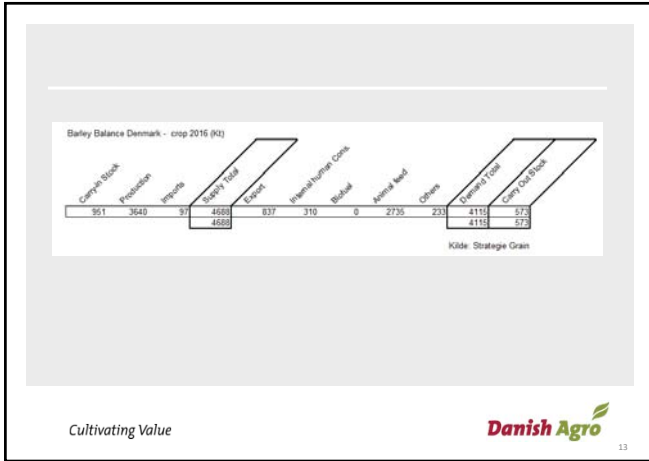 Barley Balance Denmark - crop 2016 (Kt)
Carry-in Stock Production Imports Supply Total Export Internal human Cons. Biofuel Animal feed Others Demand Total Carry Out Stock
951 3640 97 4688 837 310 0 2735 233 4115 573
4688 4115 573
Kilde: Strategie Grain
Cultivating Value
Danish Agro
13